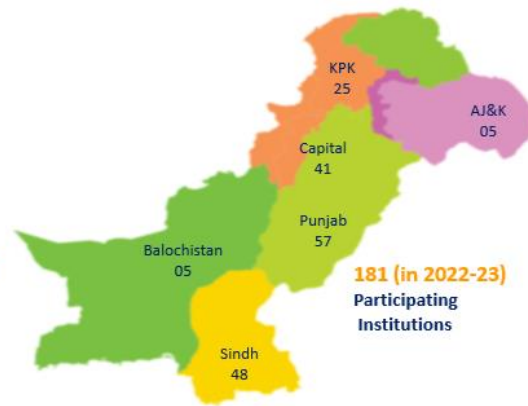 KPK
25
AJ&K
05
Capital
41
Punjab
57
Balochistan
05
181 (in 2022-23)
Participating
Institutions
Sindh
48